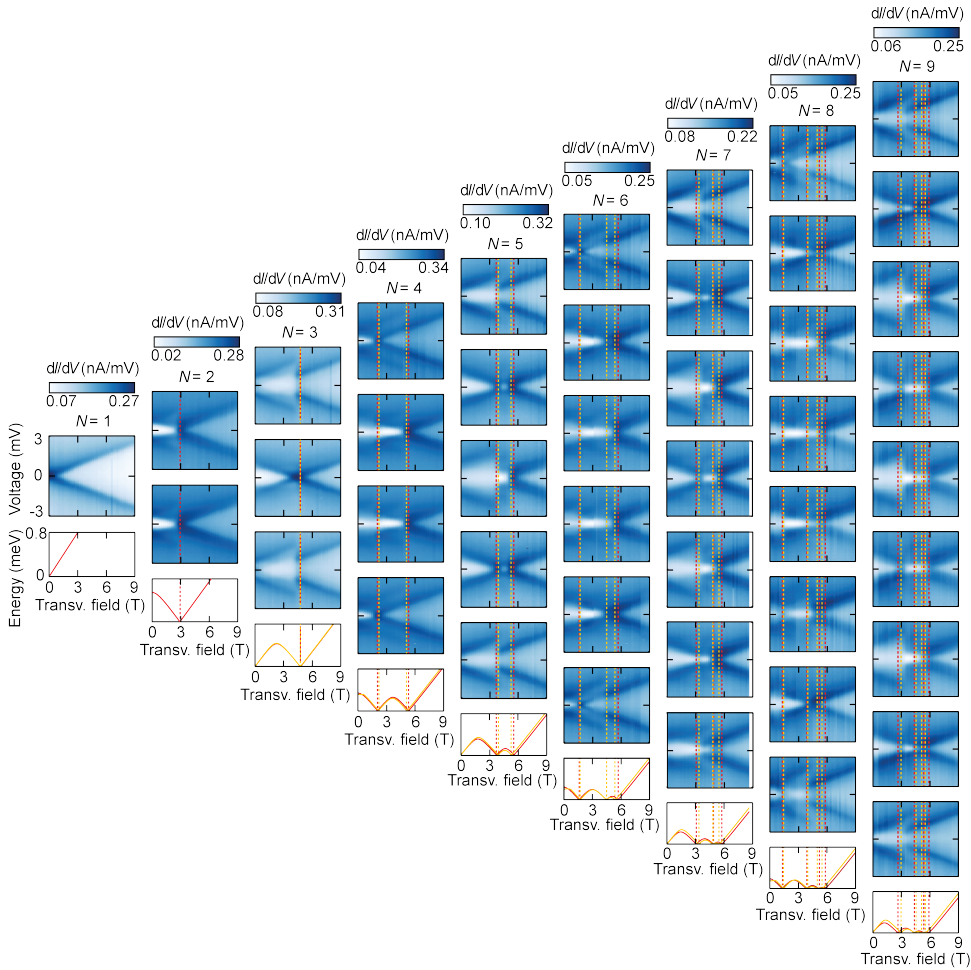 dI/dV (nA/mV)
0.07 0.27
N = 1
Voltage (mV)
3
0
-3
Energy (meV)
0.8
0
0 3 6 9
Transv. field (T)
dI/dV (nA/mV)
0.02 0.28
N = 2
0 3 6 9
Transv. field (T)
dI/dV (nA/mV)
0.08 0.31
N = 3
0 3 6 9
Transv. field (T)
dI/dV (nA/mV)
0.04 0.34
N = 4
0 3 6 9
Transv. field (T)
dI/dV (nA/mV)
0.10 0.32
N = 5
0 3 6 9
Transv. field (T)
dI/dV (nA/mV)
0.05 0.25
N = 6
0 3 6 9
Transv. field (T)
dI/dV (nA/mV)
0.08 0.22
N = 7
0 3 6 9
Transv. field (T)
dI/dV (nA/mV)
0.05 0.25
N = 8
0 3 6 9
Transv. field (T)
dI/dV (nA/mV)
0.06 0.25
N = 9
0 3 6 9
Transv. field (T)